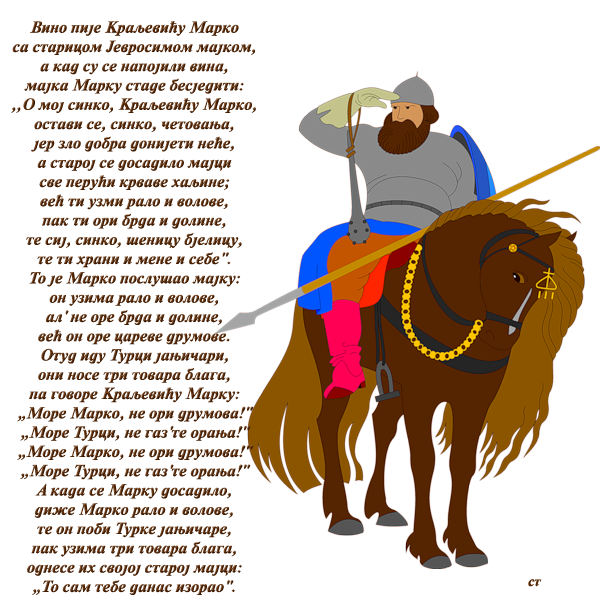 Вино пије Краљевићу Марко
са старицом Јевросимом мајком,
а кад су се напојили вина,
мајка Марку стаде бесједити:
,,О мој синко, Краљевићу Марко,
остави се, синко, четовања,
јер зло добра донијети неће,
а старој се досадило мајци
све перући крваве хаљине;
већ ти узми рало и волове,
пак ти ори брда и долине,
те сиј, синко, шеницу бјелицу,
те ти храни и мене и себе".
То је Марко послушао мајку:
он узима рало и волове,
ал' не оре брда и долине,
већ он оре цареве друмове.
Отуд иду Турци јањичари,
они носе три товара блага,
па говоре Краљевићу Марку:
„Море Марко, не ори друмова!"
„Море Турци, не газ'те орања!"
„Море Марко, не ори друмова!"
„Море Турци, не газ'те орања!"
А када се Марку досадило,
диже Марко рало и волове,
те он поби Турке јањичаре,
пак узима три товара блага,
однесе их својој старој мајци:
„То сам тебе данас изорао".
ст